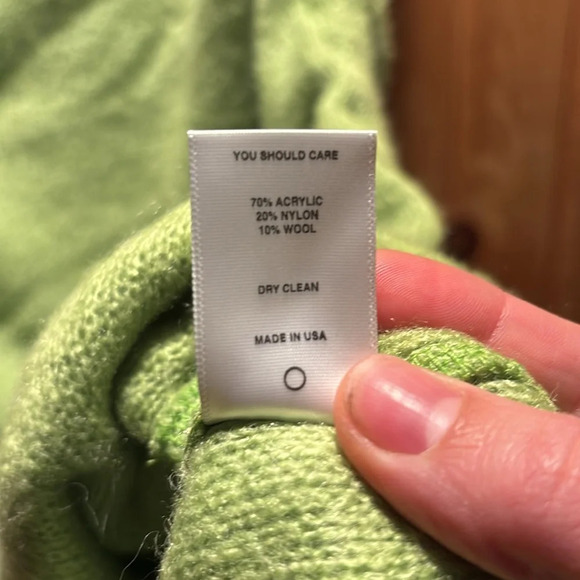 YOU SHOULD CARE
70% ACRYLIC
20% NYLON
10% WOOL
DRY CLEAN
MADE IN USA